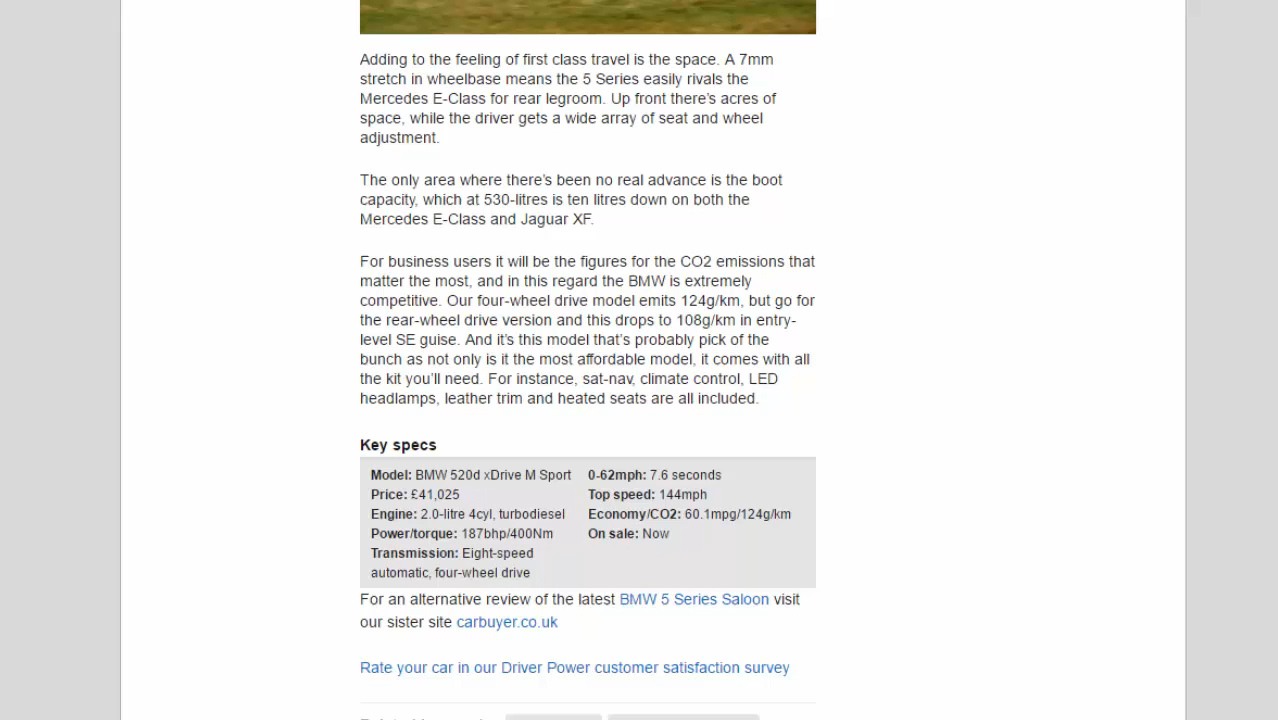 Adding to the feeling of first class travel is the space. A 7mm
stretch in wheelbase means the 5 Series easily rivals the
Mercedes E-Class for rear legroom. Up front there's acres of
space, while the driver gets a wide array of seat and wheel
adjustment.
The only area where there's been no real advance is the boot
capacity, which at 530-litres is ten litres down on both the
Mercedes E-Class and Jaguar XF.
For business users it will be the figures for the CO2 emissions that
matter the most, and in this regard the BMW is extremely
competitive. Our four-wheel drive model emits 124g/km, but go for
the rear-wheel drive version and this drops to 108g/km in entry-
level SE guise. And it's this model that's probably pick of the
bunch as not only is it the most affordable model, it comes with all
the kit you'll need. For instance, sat-nav, climate control, LED
headlamps, leather trim and heated seats are all included.
Key specs
Model: BMW 520d xDrive M Sport
Price: £41,025
Engine: 2.0-litre 4cyl, turbodiesel
Power/torque: 187bhp/400Nm
Transmission: Eight-speed
automatic, four-wheel drive
0-62mph: 7.6 seconds
Top speed: 144mph
Economy/CO2: 60.1mpg/124g/km
On sale: Now
For an alternative review of the latest BMW 5 Series Saloon visit
our sister site carbuyer.co.uk
Rate your car in our Driver Power customer satisfaction survey